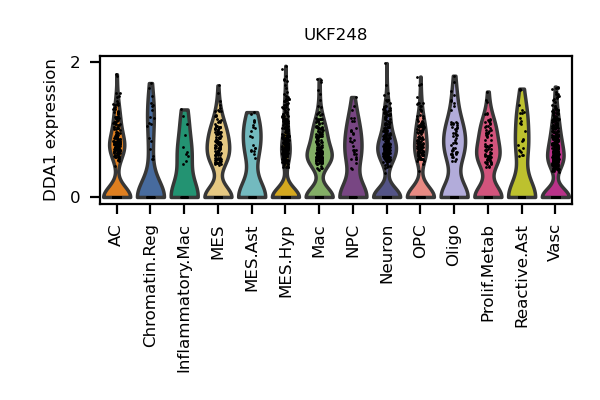 UKF248
DDA1 expression
2
0
AC
Chromatin.Reg
Inflammatory.Mac
MES
MES.Ast
MES.Hyp
Mac
NPC
Neuron
OPC
Oligo
Prolif.Metab
Reactive.Ast
Vasc